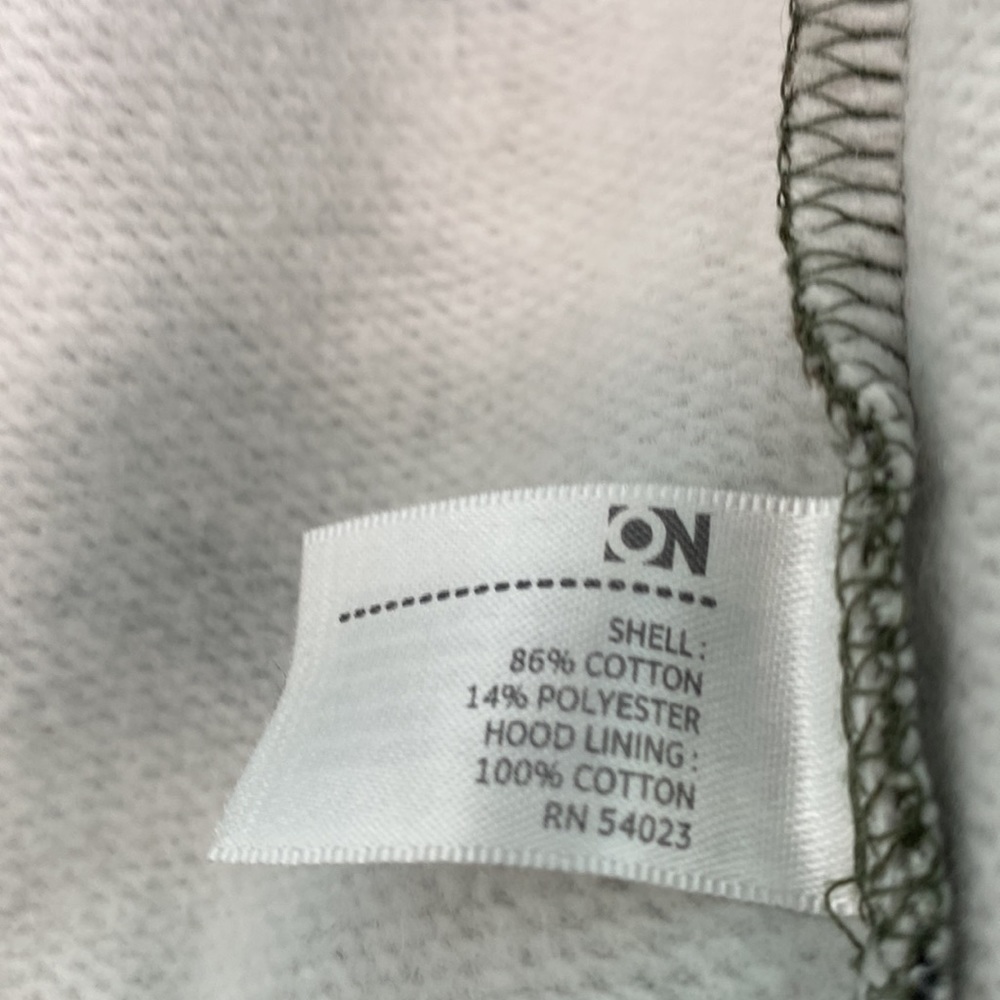 ON
SHELL :
86% COTTON
14% POLYESTER
HOOD LINING :
100% COTTON
RN 54023